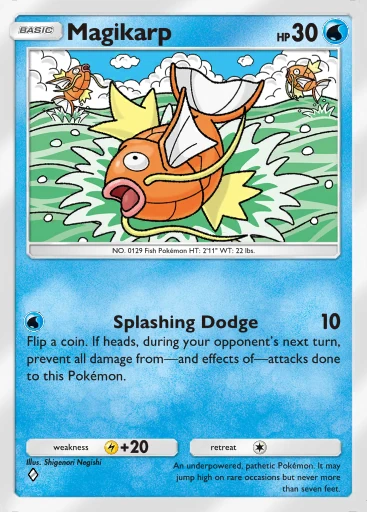 BASIC Magikarp HP 30
NO. 0129 Fish Pokémon HT: 2'11" WT: 22 lbs.
Splashing Dodge 10
Flip a coin. If heads, during your opponent's next turn,
prevent all damage from—and effects of—attacks done
to this Pokémon.
weakness +20 retreat
Illus. Shigenori Negishi
An underpowered, pathetic Pokémon. It may
jump high on rare occasions but never more
than seven feet.